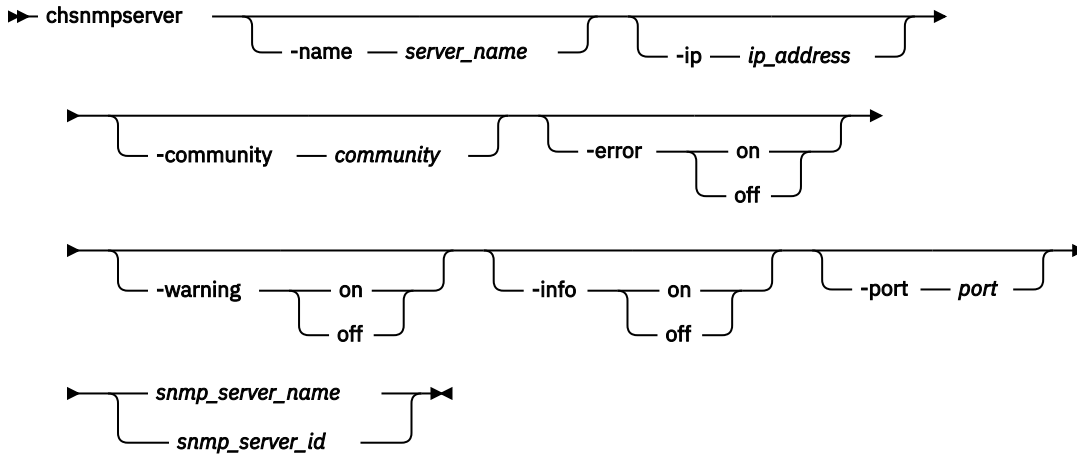 chsnmpserver
-name server_name -ip ip_address
-community community -error on
off
-warning on -info on -port port
off off
snmp_server_name
snmp_server_id